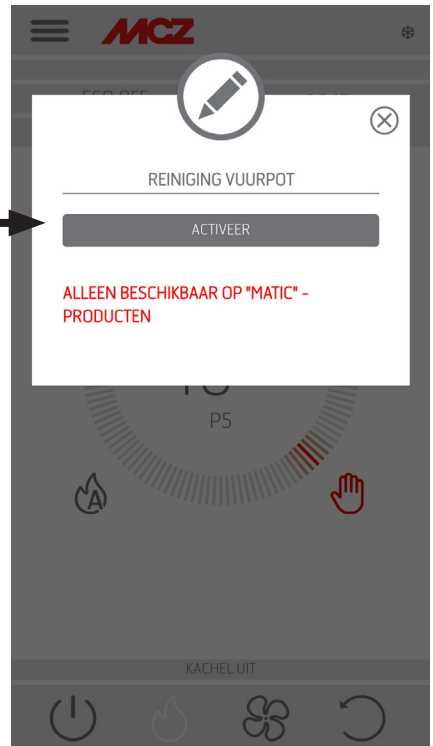 MCZ
REINIGING VUURPOT
ACTIVEER
ALLEEN BESCHIKBAAR OP "MATIC" -
PRODUCTEN
P5
A
KACHEL UIT